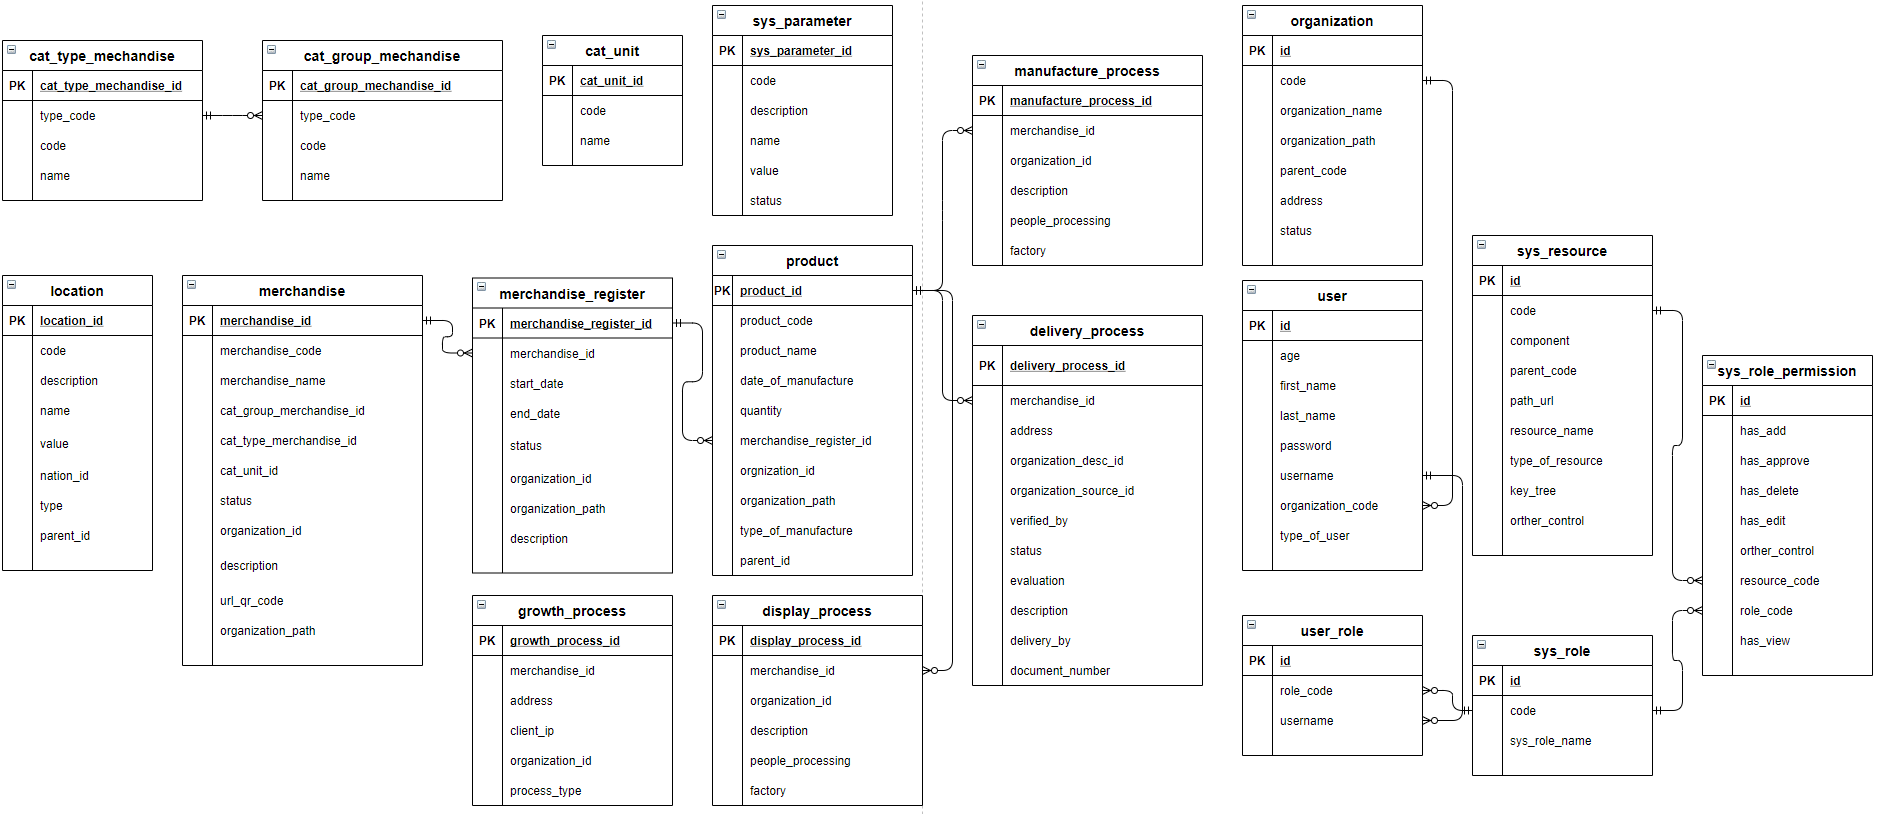 cat_type_mechandise
PK cat_type_mechandise_id
type_code
code
name
cat_group_mechandise
PK cat_group_mechandise_id
type_code
code
name
cat_unit
PK cat_unit_id
code
name
sys_parameter
PK sys_parameter_id
code
description
name
value
status
manufacture_process
PK manufacture_process_id
merchandise_id
organization_id
description
people_processing
factory
organization
PK id
code
organization_name
organization_path
parent_code
address
status
location
PK location_id
code
description
name
value
nation_id
type
parent_id
merchandise
PK merchandise_id
merchandise_code
merchandise_name
cat_group_merchandise_id
cat_type_merchandise_id
cat_unit_id
status
organization_id
description
url_qr_code
organization_path
merchandise_register
PK merchandise_register_id
merchandise_id
start_date
end_date
status
organization_id
organization_path
description
product
PK product_id
product_code
product_name
date_of_manufacture
quantity
merchandise_register_id
orgnization_id
organization_path
type_of_manufacture
parent_id
delivery_process
PK delivery_process_id
merchandise_id
address
organization_desc_id
organization_source_id
verified_by
status
evaluation
description
delivery_by
document_number
user
PK id
age
first_name
last_name
password
username
organization_code
type_of_user
sys_resource
PK id
code
component
parent_code
path_url
resource_name
type_of_resource
key_tree
orther_control
sys_role_permission
PK id
has_add
has_approve
has_delete
has_edit
orther_control
resource_code
role_code
has_view
growth_process
PK growth_process_id
merchandise_id
address
client_ip
organization_id
process_type
display_process
PK display_process_id
merchandise_id
organization_id
description
people_processing
factory
user_role
PK id
role_code
username
sys_role
PK id
code
sys_role_name